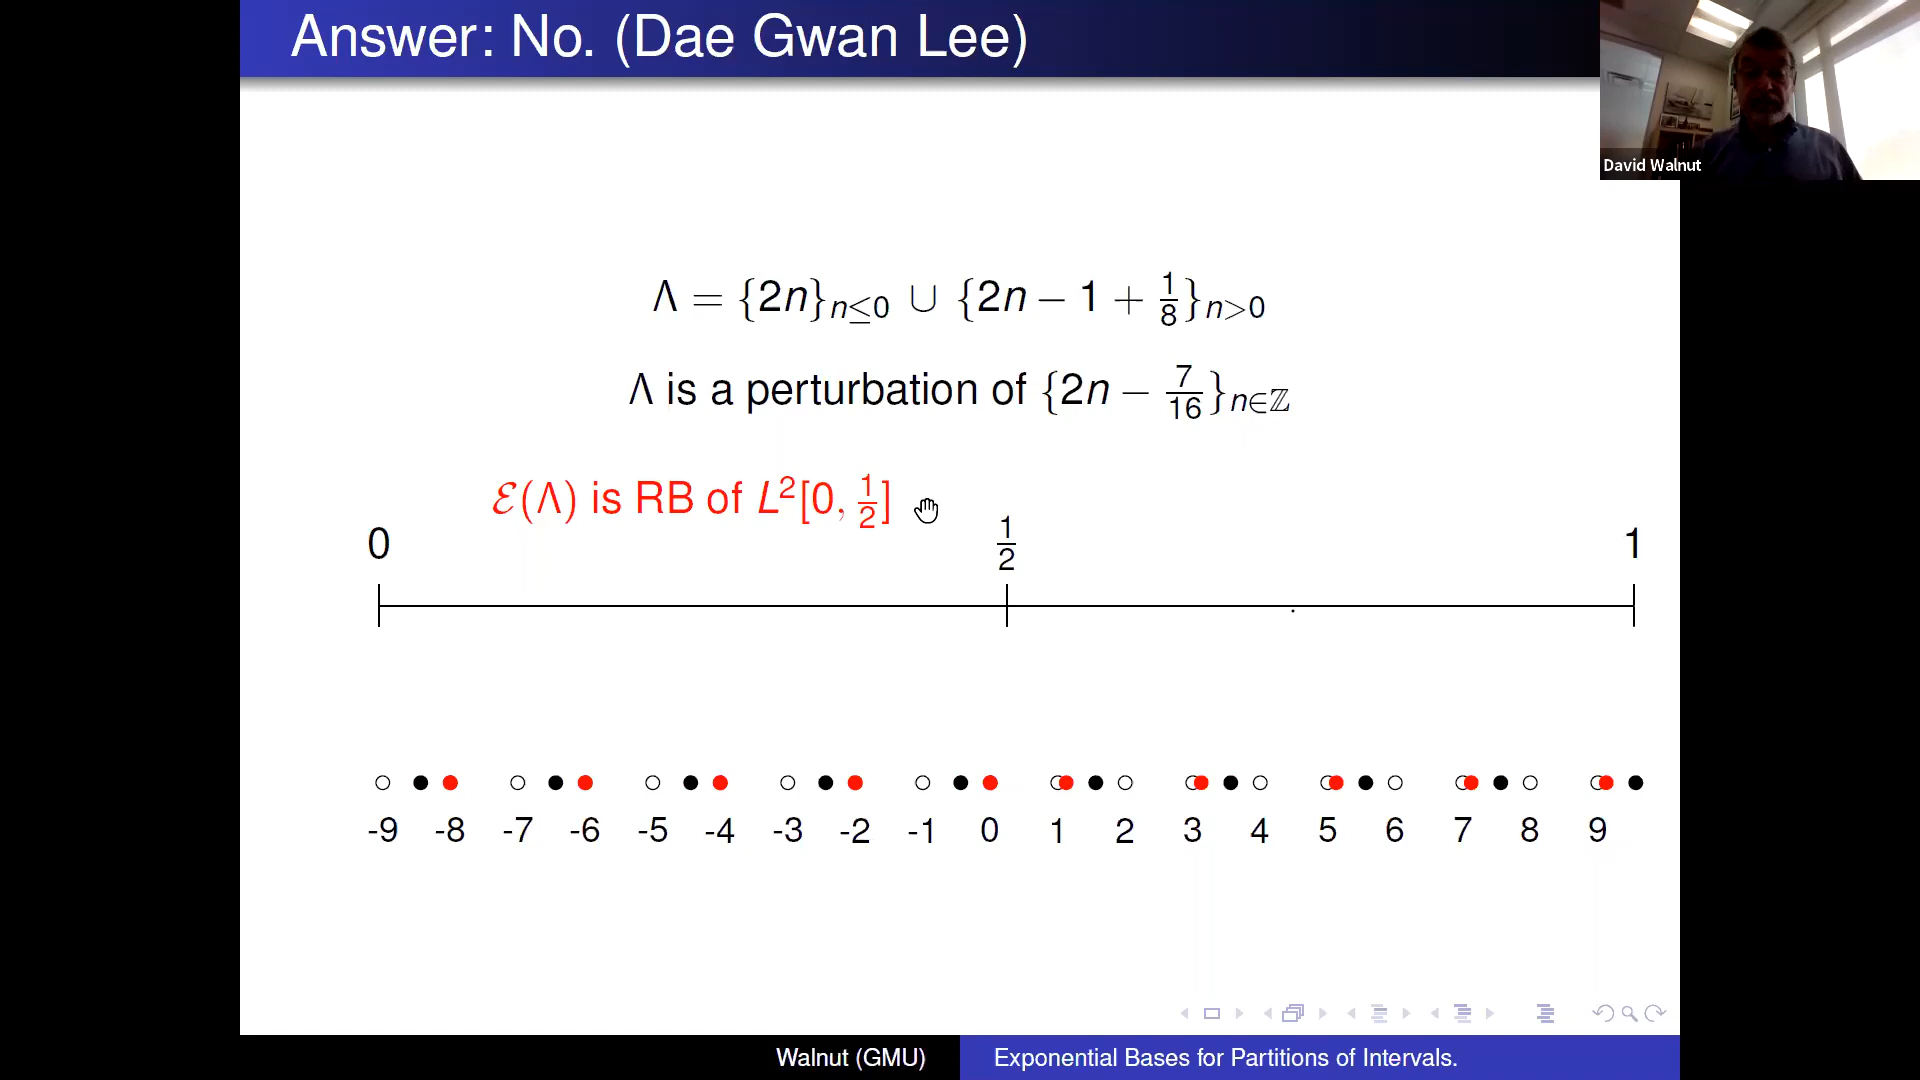 Answer: No. (Dae Gwan Lee)
David Walnut
Λ = {2n}_{n≤0} ∪ {2n − 1 + 1/8}_{n>0}
Λ is a perturbation of {2n − 7/16}_{n∈ℤ}
ℰ(Λ) is RB of L²[0, 1/2]
0 1/2 1
-9 -8 -7 -6 -5 -4 -3 -2 -1 0 1 2 3 4 5 6 7 8 9
Walnut (GMU) Exponential Bases for Partitions of Intervals.